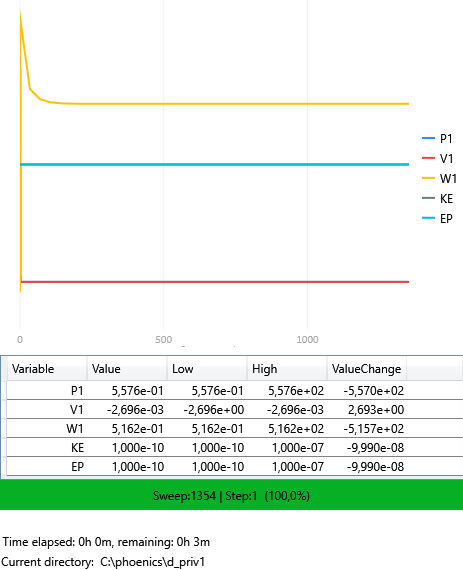 P1
V1
W1
KE
EP
0 500 1000
Variable Value Low High ValueChange
P1 5,576e-01 5,576e-01 5,576e+02 -5,570e+02
V1 -2,696e-03 -2,696e+00 -2,696e-03 2,693e+00
W1 5,162e-01 5,162e-01 5,162e+02 -5,157e+02
KE 1,000e-10 1,000e-10 1,000e-07 -9,990e-08
EP 1,000e-10 1,000e-10 1,000e-07 -9,990e-08
Sweep:1354 | Step:1 (100,0%)
Time elapsed: 0h 0m, remaining: 0h 3m
Current directory: C:\phoenics\d_priv1